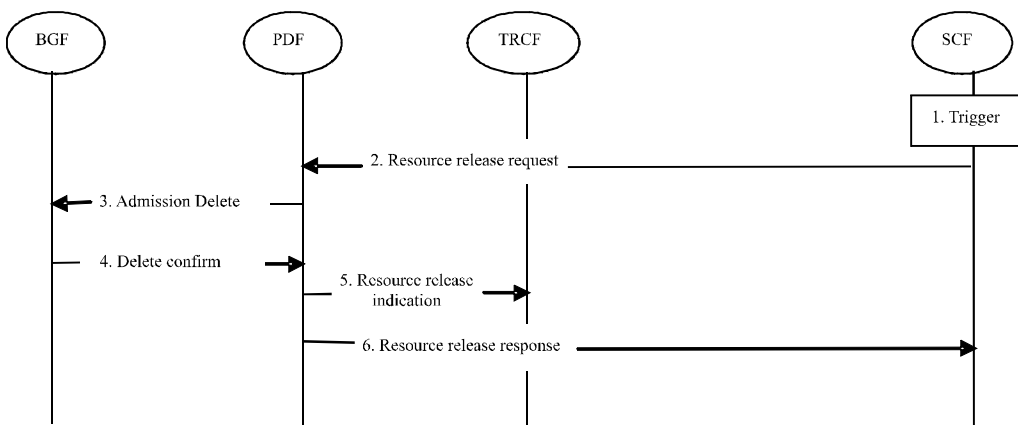 BGF
PDF
TRCF
SCF
1. Trigger
2. Resource release request
3. Admission Delete
4. Delete confirm
5. Resource release
indication
6. Resource release response